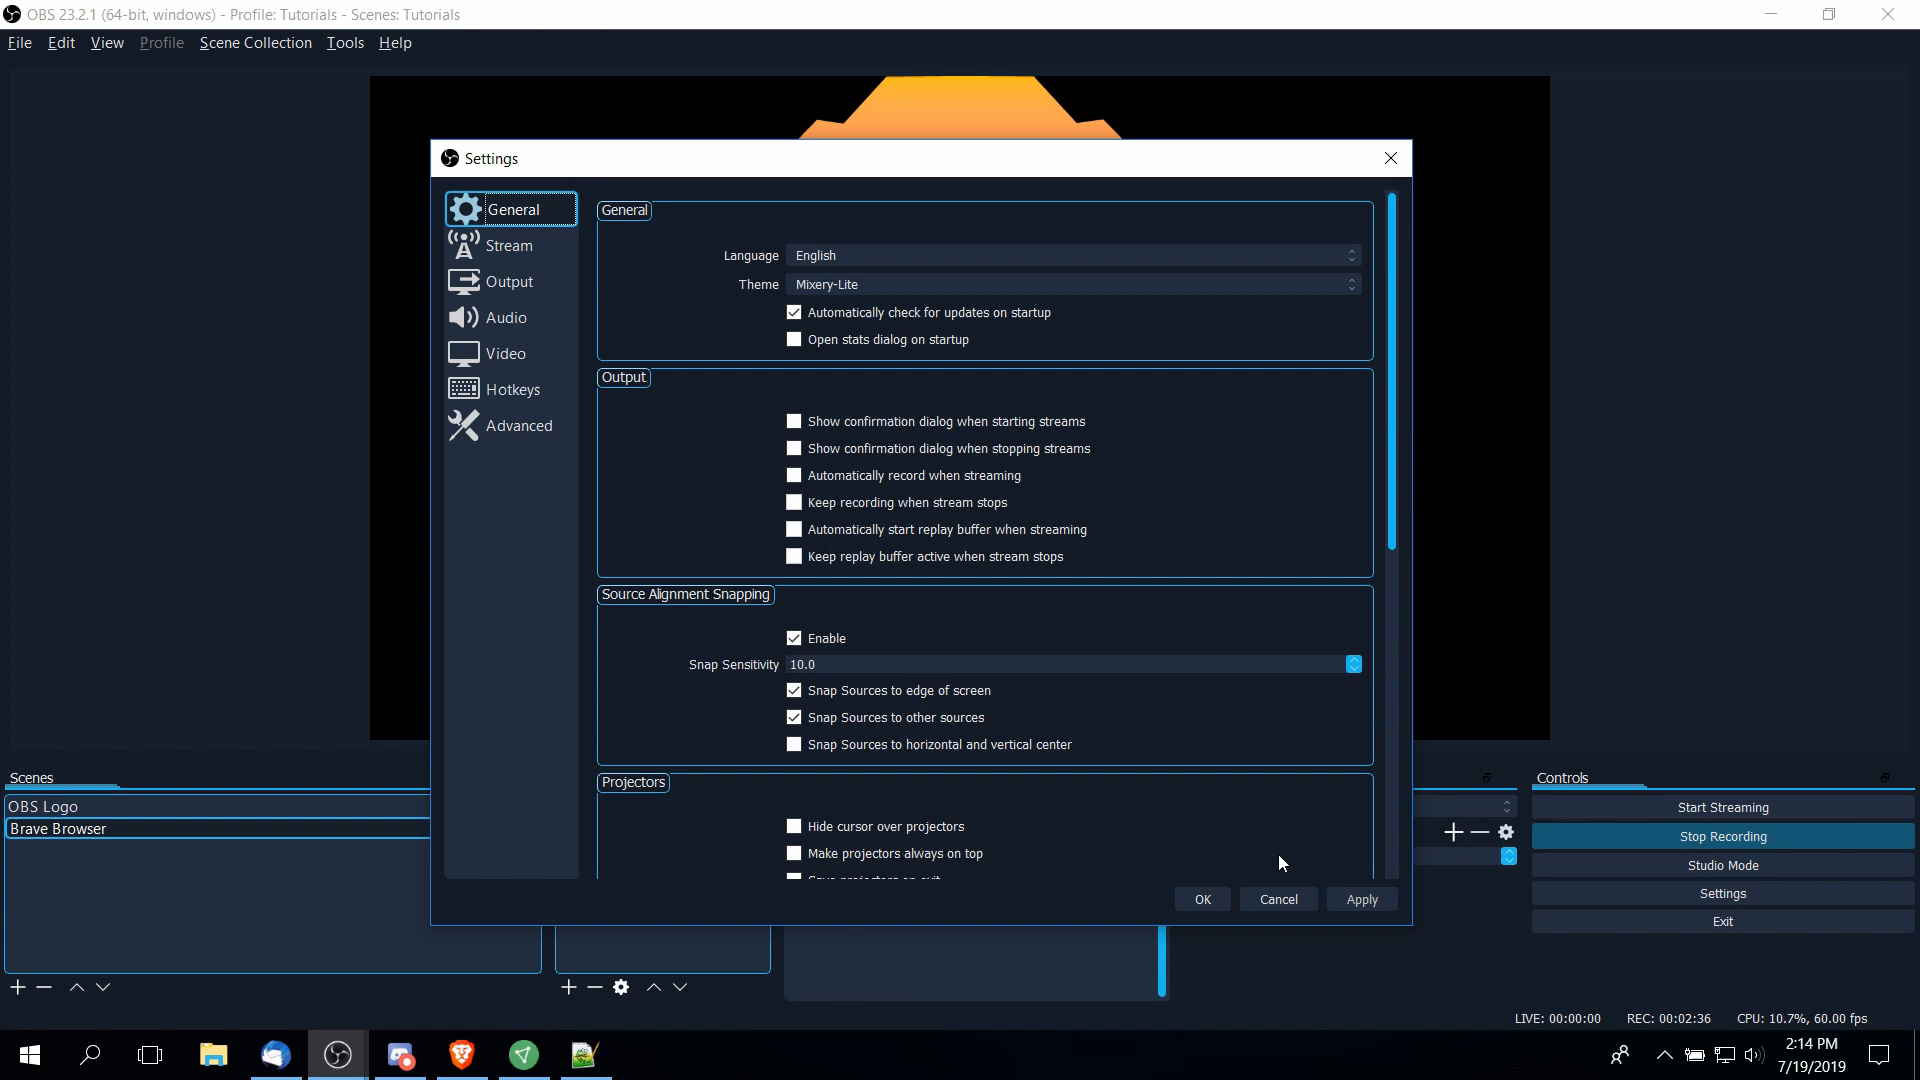 OBS 23.2.1 (64-bit, windows) - Profile: Tutorials - Scenes: Tutorials
File Edit View Profile Scene Collection Tools Help
Settings
General
Stream
Output
Audio
Video
Hotkeys
Advanced
General
Language English
Theme Mixery-Lite
Automatically check for updates on startup
Open stats dialog on startup
Output
Show confirmation dialog when starting streams
Show confirmation dialog when stopping streams
Automatically record when streaming
Keep recording when stream stops
Automatically start replay buffer when streaming
Keep replay buffer active when stream stops
Source Alignment Snapping
Enable
Snap Sensitivity 10.0
Snap Sources to edge of screen
Snap Sources to other sources
Snap Sources to horizontal and vertical center
Projectors
Hide cursor over projectors
Make projectors always on top
OK Cancel Apply
Scenes
OBS Logo
Brave Browser
Controls
Start Streaming
Stop Recording
Studio Mode
Settings
Exit
LIVE: 00:00:00 REC: 00:02:36 CPU: 10.7%, 60.00 fps
2:14 PM
7/19/2019